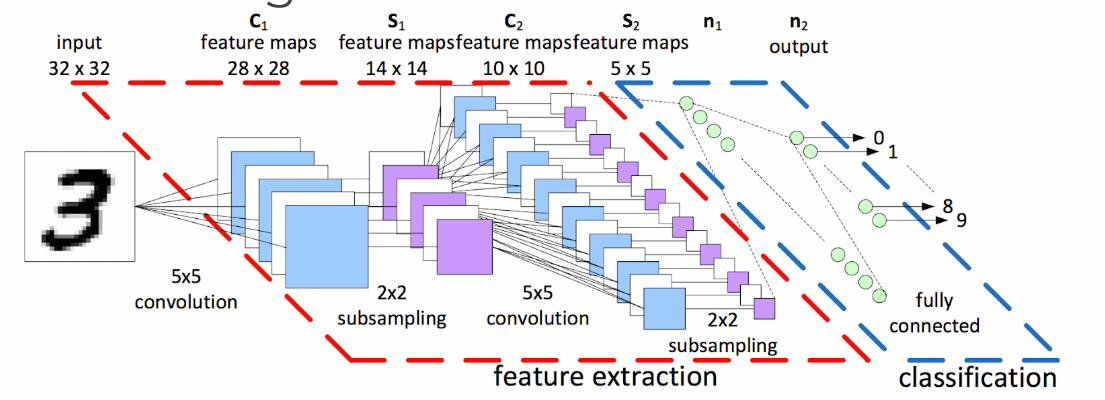 C1
S1
C2
S2
n1
n2
input
feature maps
feature maps
feature maps
feature maps
output
32 x 32
28 x 28
14 x 14
10 x 10
5 x 5
3
0
1
8
9
5x5
convolution
2x2
subsampling
5x5
convolution
2x2
subsampling
fully
connected
feature extraction
classification